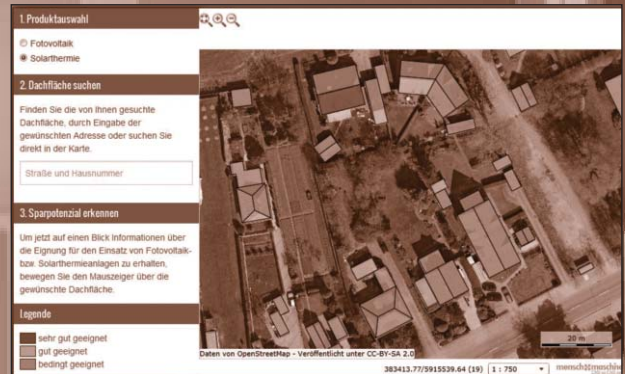 1. Produktauswahl
Fotovoltaik
Solarthermie
2. Dachfläche suchen
Finden Sie die von Ihnen gesuchte
Dachfläche, durch Eingabe der
gewünschten Adresse oder suchen Sie
direkt in der Karte.
Straße und Hausnummer
3. Sparpotenzial erkennen
Um jetzt auf einen Blick Informationen über
die Eignung für den Einsatz von Fotovoltaik-
bzw. Solarthermieanlagen zu erhalten,
bewegen Sie den Mauszeiger über die
gewünschte Dachfläche.
Legende
sehr gut geeignet
gut geeignet
bedingt geeignet
20 m
Daten von OpenStreetMap - Veröffentlicht unter CC-BY-SA 2.0
383413.77/5915539.64 (19) 1 : 750